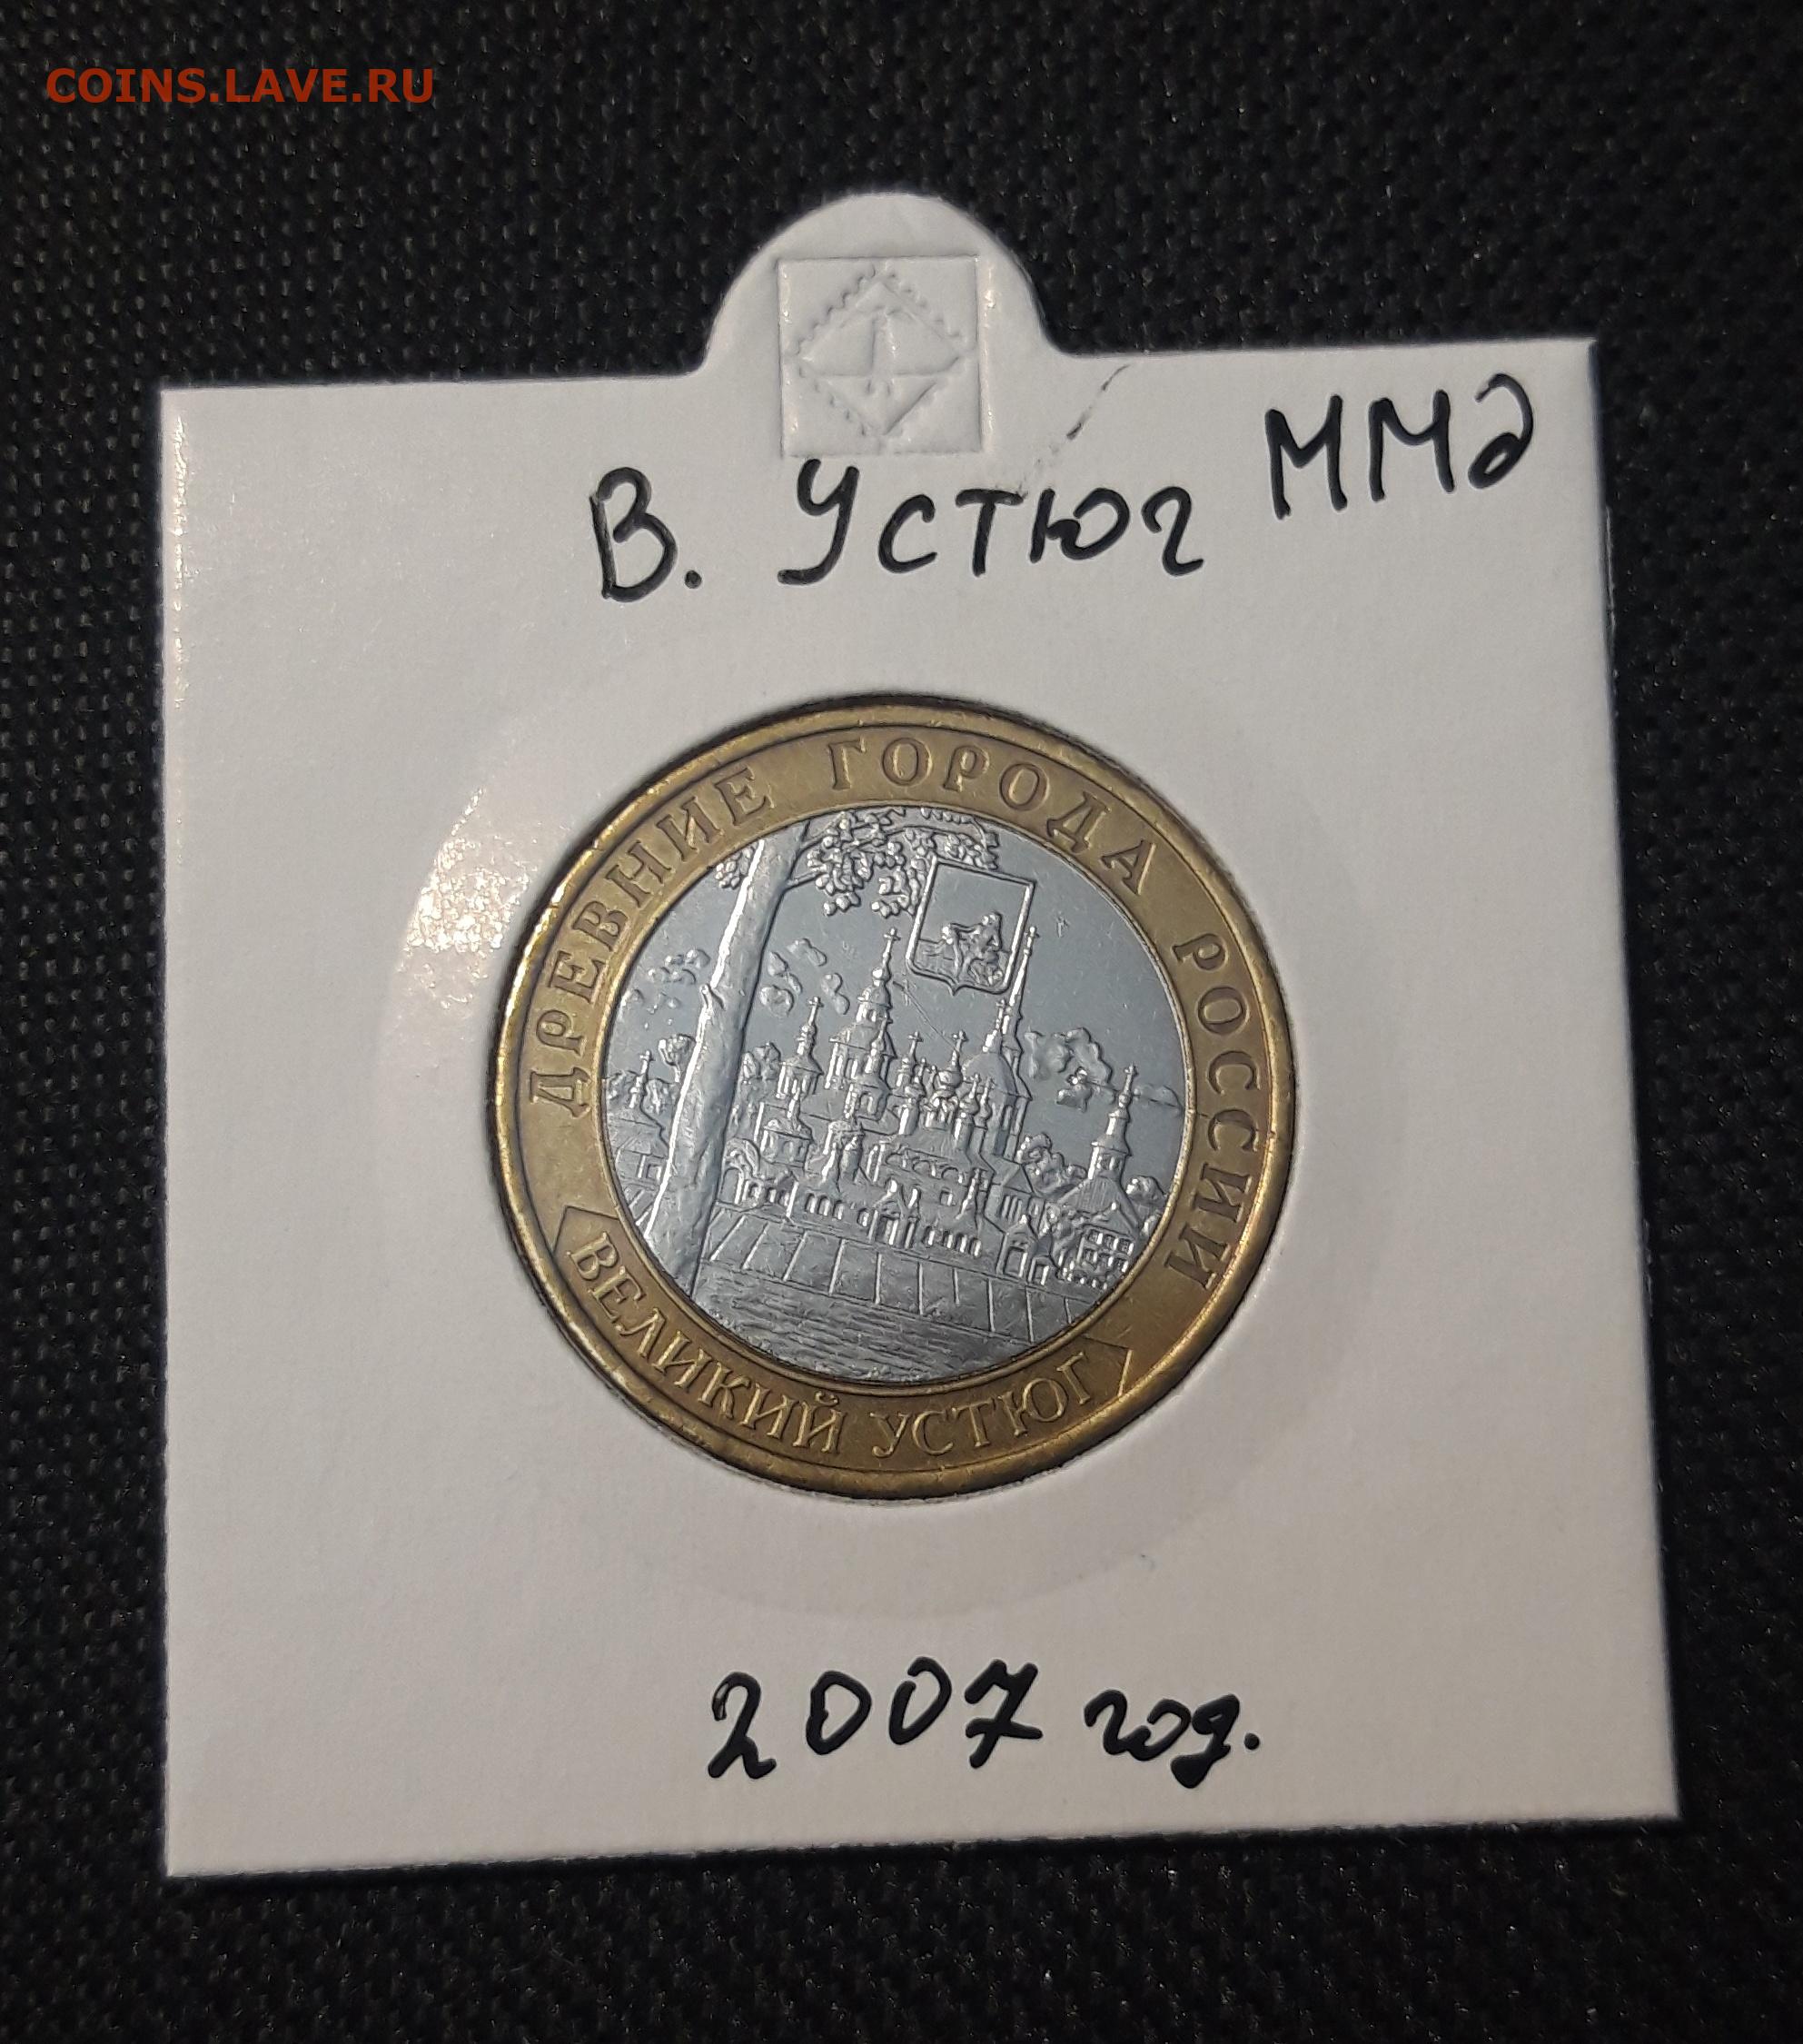 COINS.LAVE.RU
В. Устюг ММД
ДРЕВНИЕ ГОРОДА РОССИИ
ВЕЛИКИЙ УСТЮГ
2007 год.